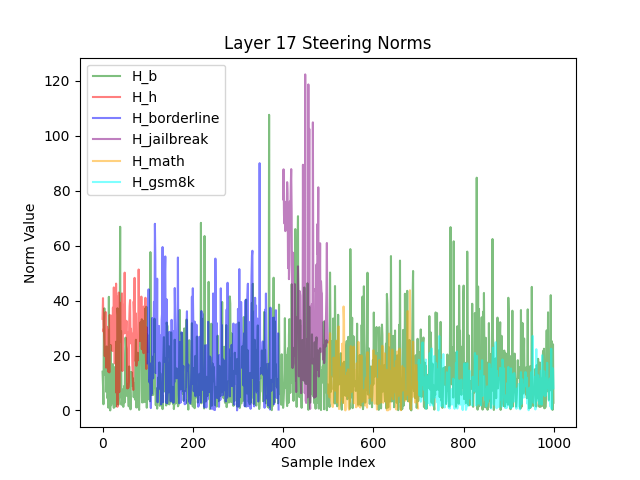 Layer 17 Steering Norms
H_b
H_h
H_borderline
H_jailbreak
H_math
H_gsm8k
Norm Value
120
100
80
60
40
20
0
0 200 400 600 800 1000
Sample Index